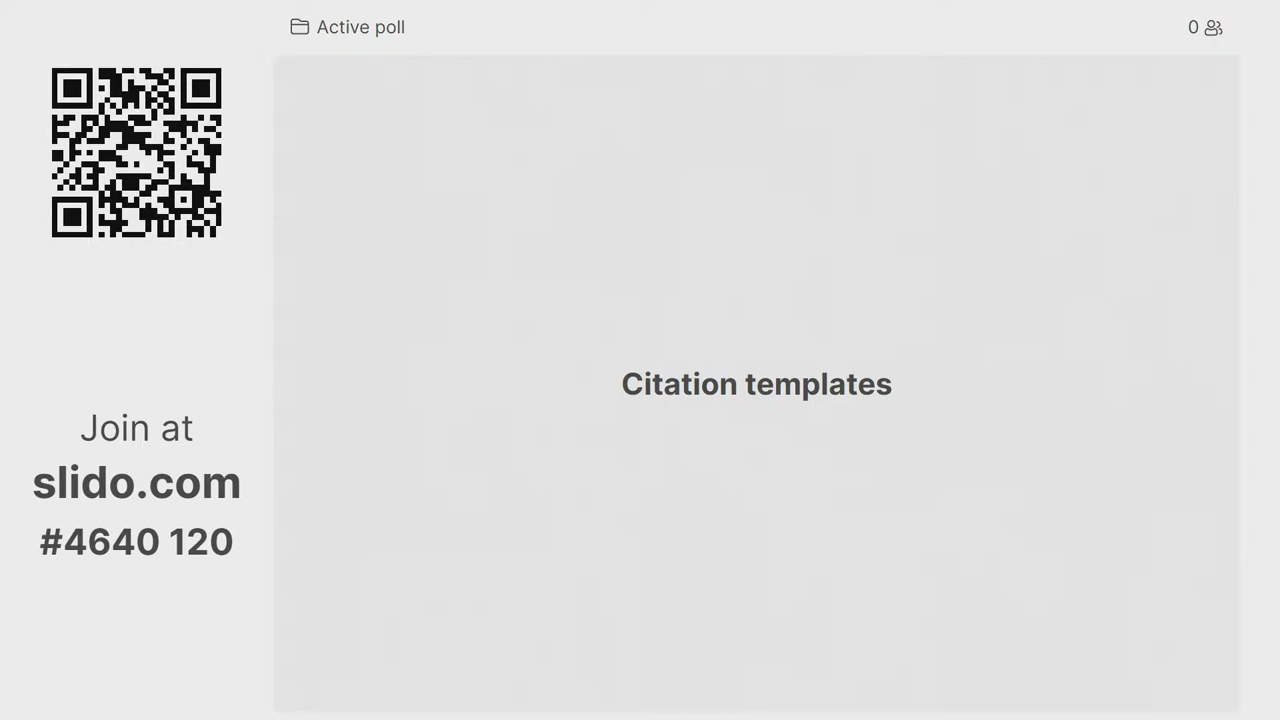 Active poll
0
Join at
slido.com
#4640 120
Citation templates